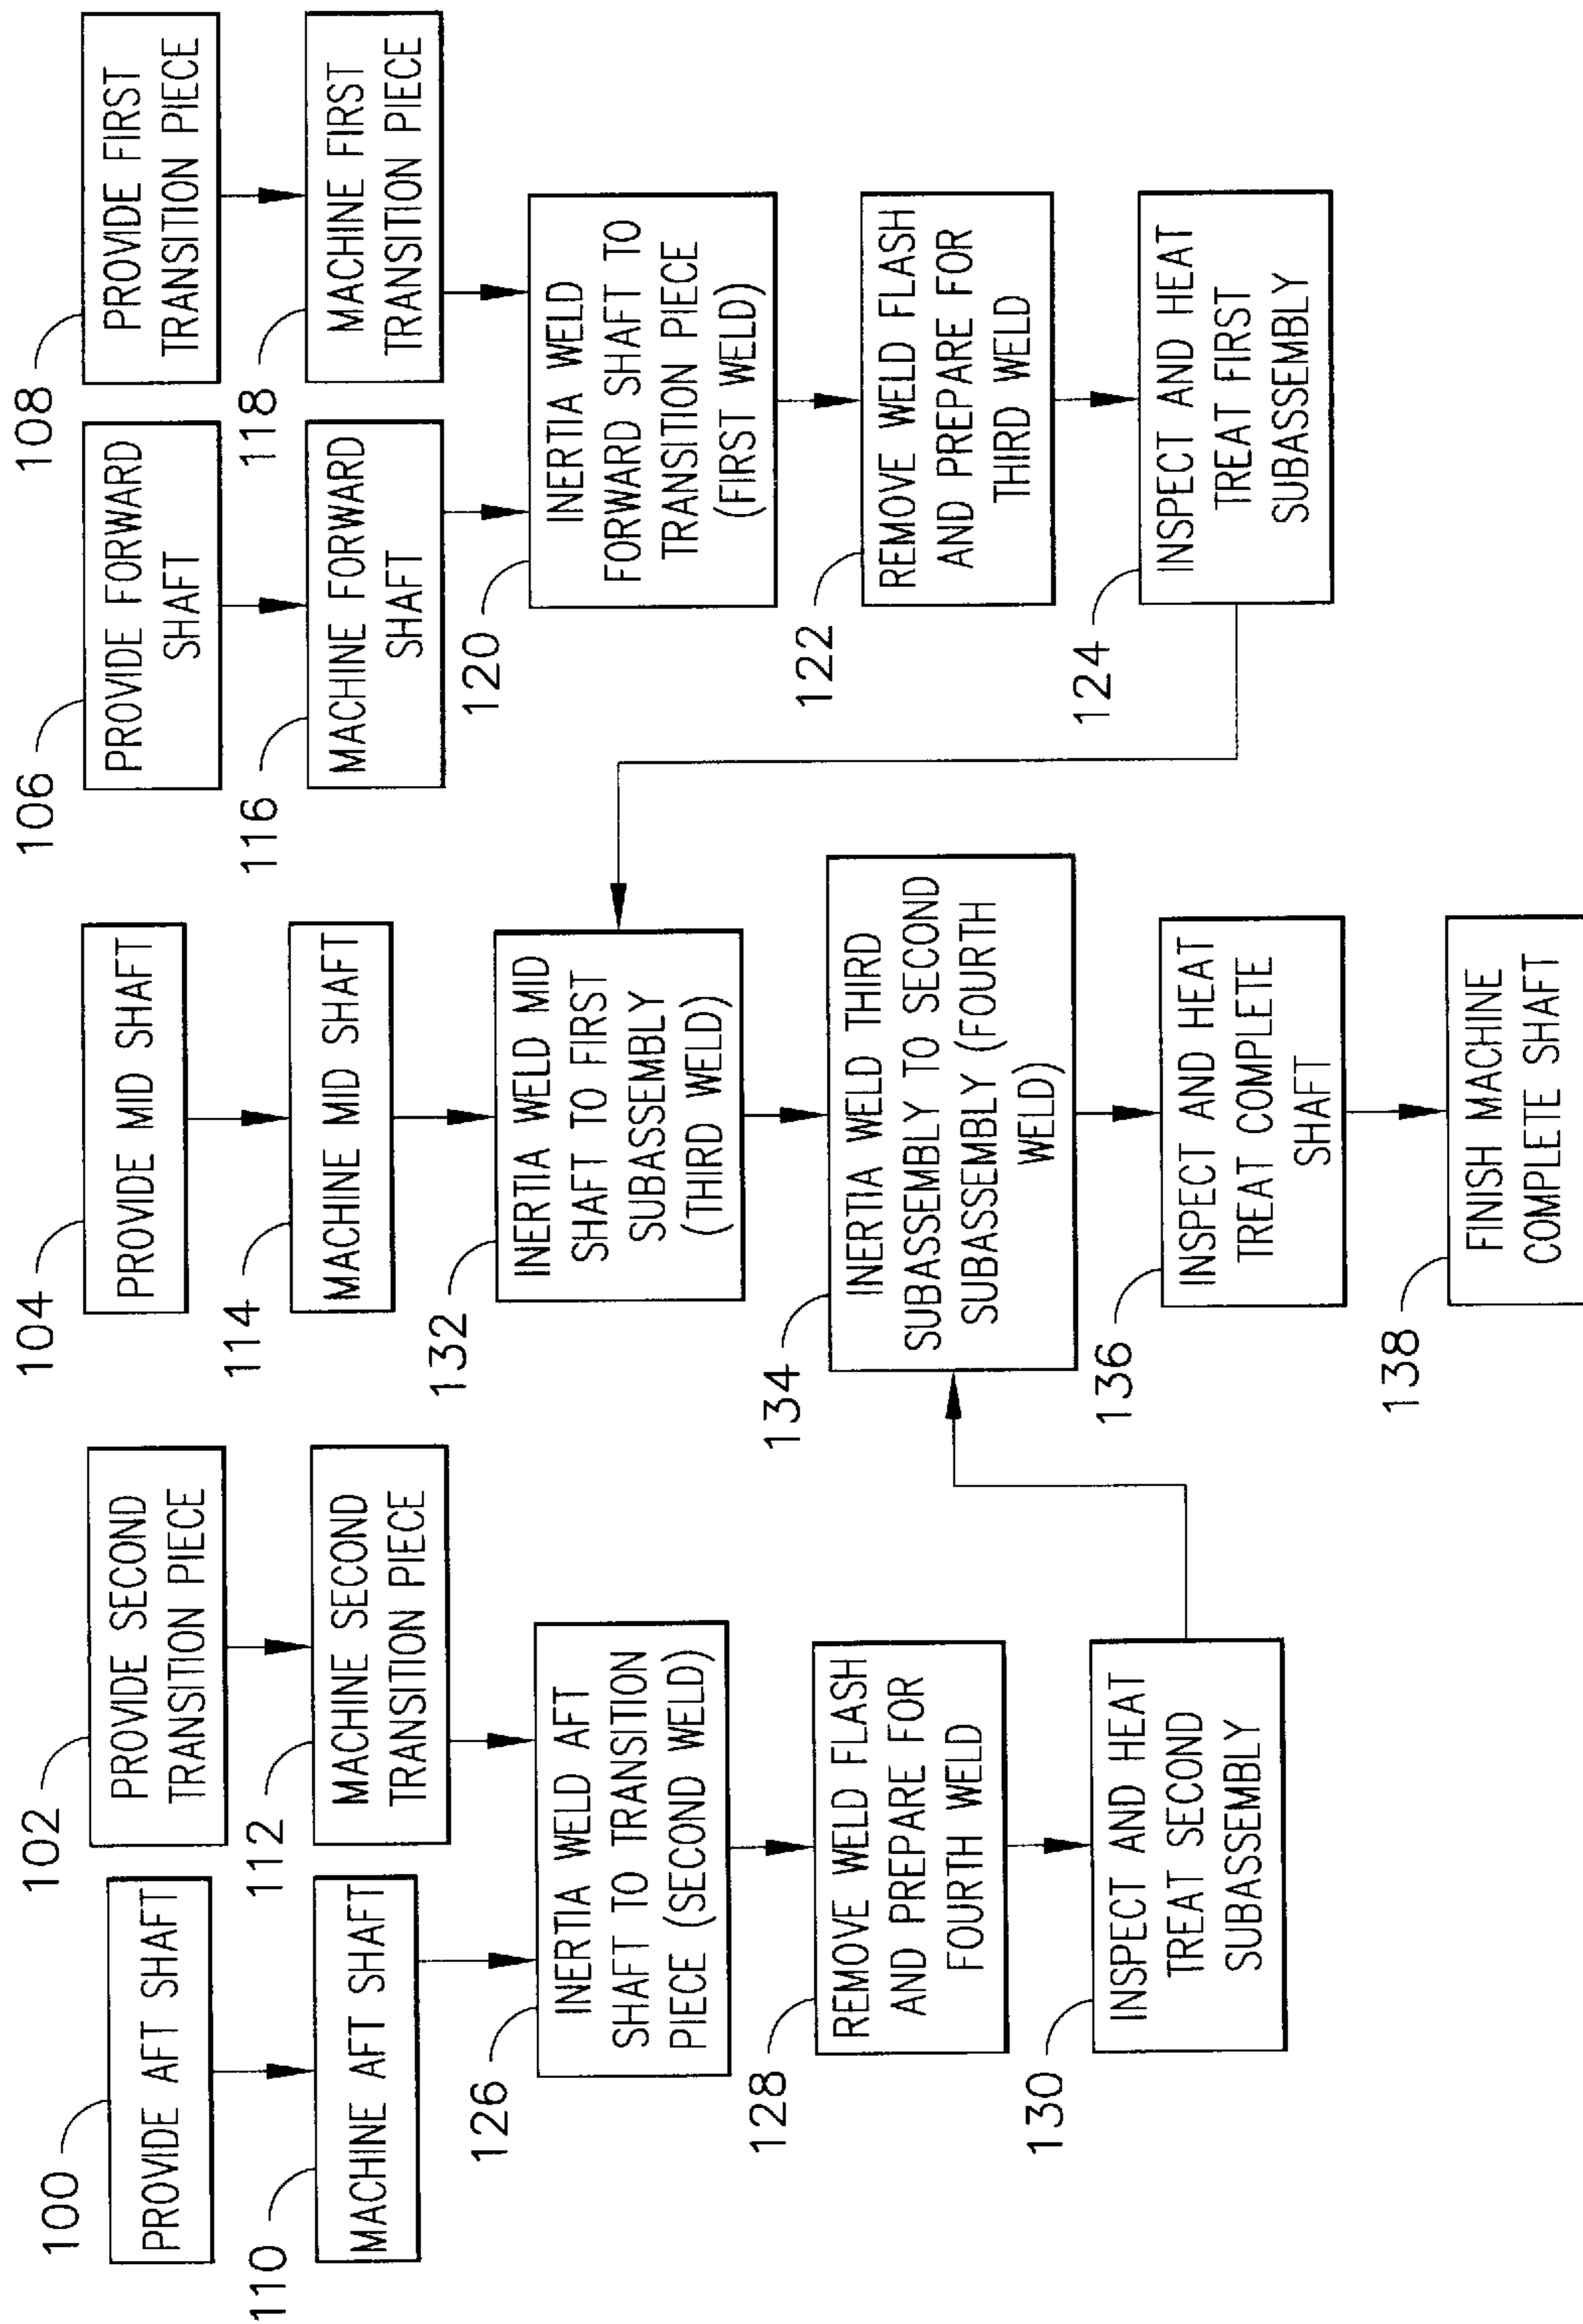 100
PROVIDE AFT SHAFT
102
PROVIDE SECOND
TRANSITION PIECE
104
PROVIDE MID SHAFT
106
PROVIDE FORWARD
SHAFT
108
PROVIDE FIRST
TRANSITION PIECE
110
MACHINE AFT SHAFT
112
MACHINE SECOND
TRANSITION PIECE
114
MACHINE MID SHAFT
116
MACHINE FORWARD
SHAFT
118
MACHINE FIRST
TRANSITION PIECE
126
INERTIA WELD AFT
SHAFT TO TRANSITION
PIECE (SECOND WELD)
132
INERTIA WELD MID
SHAFT TO FIRST
SUBASSEMBLY
(THIRD WELD)
120
INERTIA WELD
FORWARD SHAFT TO
TRANSITION PIECE
(FIRST WELD)
128
REMOVE WELD FLASH
AND PREPARE FOR
FOURTH WELD
134
INERTIA WELD THIRD
SUBASSEMBLY TO SECOND
SUBASSEMBLY (FOURTH
WELD)
122
REMOVE WELD FLASH
AND PREPARE FOR
THIRD WELD
130
INSPECT AND HEAT
TREAT SECOND
SUBASSEMBLY
136
INSPECT AND HEAT
TREAT COMPLETE
SHAFT
124
INSPECT AND HEAT
TREAT FIRST
SUBASSEMBLY
138
FINISH MACHINE
COMPLETE SHAFT